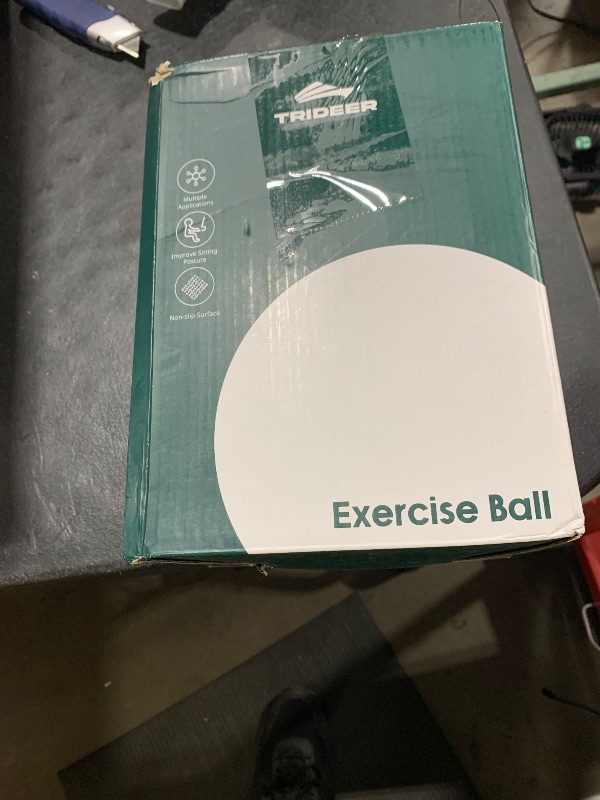 TRIDEER
Multiple
Applications
Improve Sitting
Posture
Non-slip Surface
Exercise Ball